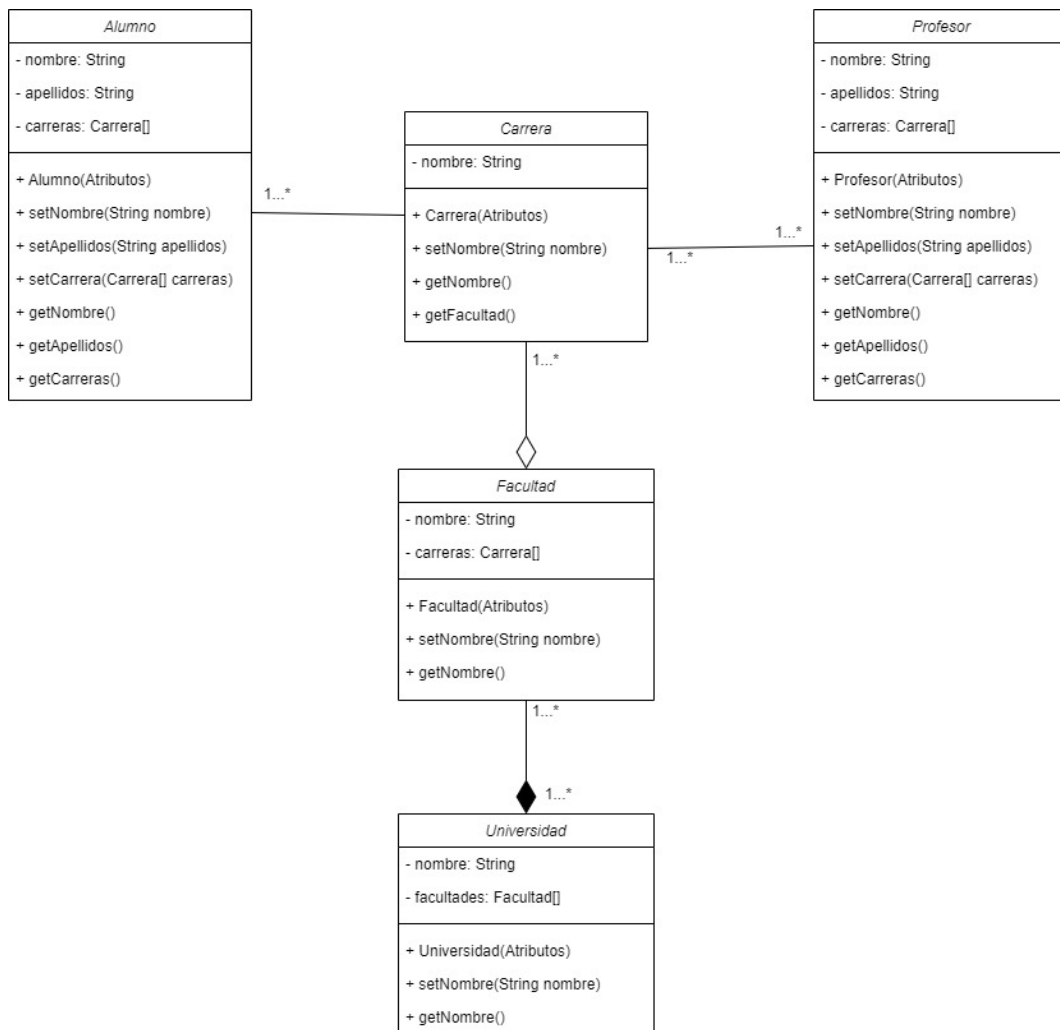 Alumno
- nombre: String
- apellidos: String
- carreras: Carrera[]
+ Alumno(Atributos)
+ setNombre(String nombre)
+ setApellidos(String apellidos)
+ setCarrera(Carrera[] carreras)
+ getNombre()
+ getApellidos()
+ getCarreras()
1...*
Carrera
- nombre: String
+ Carrera(Atributos)
+ setNombre(String nombre)
+ getNombre()
+ getFacultad()
1...*
1...*
Profesor
- nombre: String
- apellidos: String
- carreras: Carrera[]
+ Profesor(Atributos)
+ setNombre(String nombre)
+ setApellidos(String apellidos)
+ setCarrera(Carrera[] carreras)
+ getNombre()
+ getApellidos()
+ getCarreras()
1...*
Facultad
- nombre: String
- carreras: Carrera[]
+ Facultad(Atributos)
+ setNombre(String nombre)
+ getNombre()
1...*
1...*
Universidad
- nombre: String
- facultades: Facultad[]
+ Universidad(Atributos)
+ setNombre(String nombre)
+ getNombre()